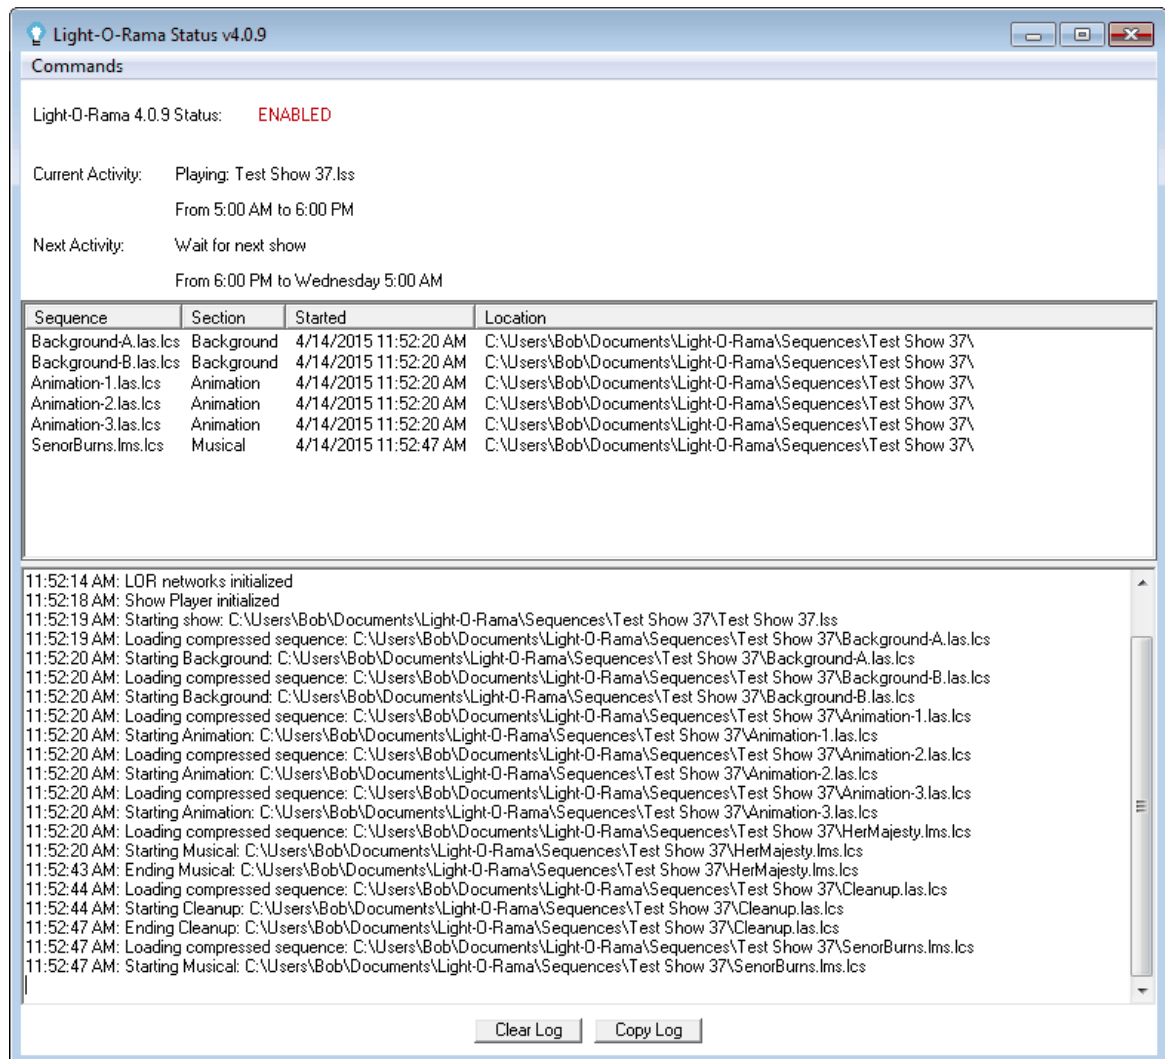 Light-O-Rama Status v4.0.9
Commands
Light-O-Rama 4.0.9 Status: ENABLED
Current Activity: Playing: Test Show 37.lss
From 5:00 AM to 6:00 PM
Next Activity: Wait for next show
From 6:00 PM to Wednesday 5:00 AM
Sequence Section Started Location
Background-A.las.lcs Background 4/14/2015 11:52:20 AM C:\Users\Bob\Documents\Light-O-Rama\Sequences\Test Show 37\
Background-B.las.lcs Background 4/14/2015 11:52:20 AM C:\Users\Bob\Documents\Light-O-Rama\Sequences\Test Show 37\
Animation-1.las.lcs Animation 4/14/2015 11:52:20 AM C:\Users\Bob\Documents\Light-O-Rama\Sequences\Test Show 37\
Animation-2.las.lcs Animation 4/14/2015 11:52:20 AM C:\Users\Bob\Documents\Light-O-Rama\Sequences\Test Show 37\
Animation-3.las.lcs Animation 4/14/2015 11:52:20 AM C:\Users\Bob\Documents\Light-O-Rama\Sequences\Test Show 37\
SenorBurns.lms.lcs Musical 4/14/2015 11:52:47 AM C:\Users\Bob\Documents\Light-O-Rama\Sequences\Test Show 37\
11:52:14 AM: LOR networks initialized
11:52:18 AM: Show Player initialized
11:52:19 AM: Starting show: C:\Users\Bob\Documents\Light-O-Rama\Sequences\Test Show 37\Test Show 37.lss
11:52:19 AM: Loading compressed sequence: C:\Users\Bob\Documents\Light-O-Rama\Sequences\Test Show 37\Background-A.las.lcs
11:52:20 AM: Starting Background: C:\Users\Bob\Documents\Light-O-Rama\Sequences\Test Show 37\Background-A.las.lcs
11:52:20 AM: Loading compressed sequence: C:\Users\Bob\Documents\Light-O-Rama\Sequences\Test Show 37\Background-B.las.lcs
11:52:20 AM: Starting Background: C:\Users\Bob\Documents\Light-O-Rama\Sequences\Test Show 37\Background-B.las.lcs
11:52:20 AM: Loading compressed sequence: C:\Users\Bob\Documents\Light-O-Rama\Sequences\Test Show 37\Animation-1.las.lcs
11:52:20 AM: Starting Animation: C:\Users\Bob\Documents\Light-O-Rama\Sequences\Test Show 37\Animation-1.las.lcs
11:52:20 AM: Loading compressed sequence: C:\Users\Bob\Documents\Light-O-Rama\Sequences\Test Show 37\Animation-2.las.lcs
11:52:20 AM: Starting Animation: C:\Users\Bob\Documents\Light-O-Rama\Sequences\Test Show 37\Animation-2.las.lcs
11:52:20 AM: Loading compressed sequence: C:\Users\Bob\Documents\Light-O-Rama\Sequences\Test Show 37\Animation-3.las.lcs
11:52:20 AM: Starting Animation: C:\Users\Bob\Documents\Light-O-Rama\Sequences\Test Show 37\Animation-3.las.lcs
11:52:20 AM: Loading compressed sequence: C:\Users\Bob\Documents\Light-O-Rama\Sequences\Test Show 37\HerMajesty.lms.lcs
11:52:20 AM: Starting Musical: C:\Users\Bob\Documents\Light-O-Rama\Sequences\Test Show 37\HerMajesty.lms.lcs
11:52:43 AM: Ending Musical: C:\Users\Bob\Documents\Light-O-Rama\Sequences\Test Show 37\HerMajesty.lms.lcs
11:52:44 AM: Loading compressed sequence: C:\Users\Bob\Documents\Light-O-Rama\Sequences\Test Show 37\Cleanup.las.lcs
11:52:44 AM: Starting Cleanup: C:\Users\Bob\Documents\Light-O-Rama\Sequences\Test Show 37\Cleanup.las.lcs
11:52:47 AM: Ending Cleanup: C:\Users\Bob\Documents\Light-O-Rama\Sequences\Test Show 37\Cleanup.las.lcs
11:52:47 AM: Loading compressed sequence: C:\Users\Bob\Documents\Light-O-Rama\Sequences\Test Show 37\SenorBurns.lms.lcs
11:52:47 AM: Starting Musical: C:\Users\Bob\Documents\Light-O-Rama\Sequences\Test Show 37\SenorBurns.lms.lcs
Clear Log Copy Log